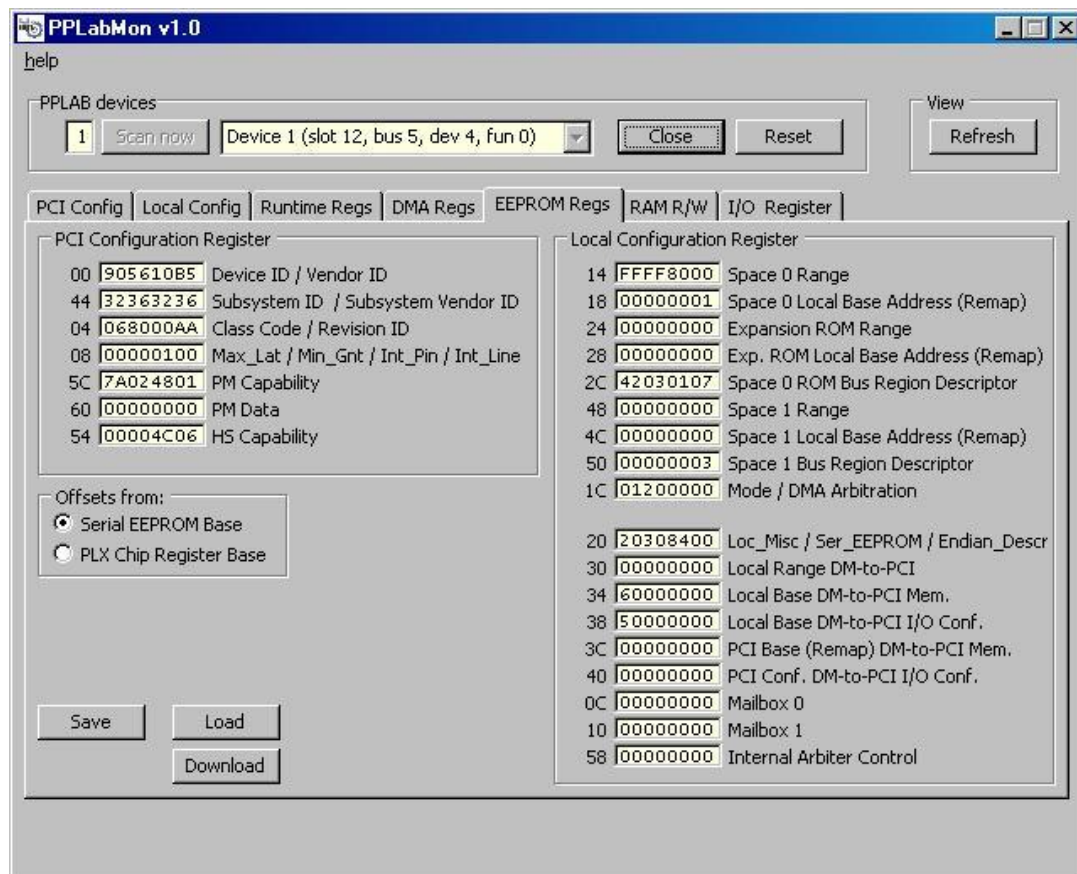 PPLabMon v1.0
help
PPLAB devices
View
1 Scan now Device 1 (slot 12, bus 5, dev 4, fun 0) Close Reset Refresh
PCI Config Local Config Runtime Regs DMA Regs EEPROM Regs RAM R/W I/O Register
PCI Configuration Register
00 905610B5 Device ID / Vendor ID
44 32363236 Subsystem ID / Subsystem Vendor ID
04 068000AA Class Code / Revision ID
08 00000100 Max_Lat / Min_Gnt / Int_Pin / Int_Line
5C 7A024801 PM Capability
60 00000000 PM Data
54 00004C06 HS Capability
Offsets from:
Serial EEPROM Base
PLX Chip Register Base
Save Load
Download
Local Configuration Register
14 FFFF8000 Space 0 Range
18 00000001 Space 0 Local Base Address (Remap)
24 00000000 Expansion ROM Range
28 00000000 Exp. ROM Local Base Address (Remap)
2C 42030107 Space 0 ROM Bus Region Descriptor
48 00000000 Space 1 Range
4C 00000000 Space 1 Local Base Address (Remap)
50 00000003 Space 1 Bus Region Descriptor
1C 01200000 Mode / DMA Arbitration
20 20308400 Loc_Misc / Ser_EEPROM / Endian_Descr
30 00000000 Local Range DM-to-PCI
34 60000000 Local Base DM-to-PCI Mem.
38 50000000 Local Base DM-to-PCI I/O Conf.
3C 00000000 PCI Base (Remap) DM-to-PCI Mem.
40 00000000 PCI Conf. DM-to-PCI I/O Conf.
0C 00000000 Mailbox 0
10 00000000 Mailbox 1
58 00000000 Internal Arbiter Control